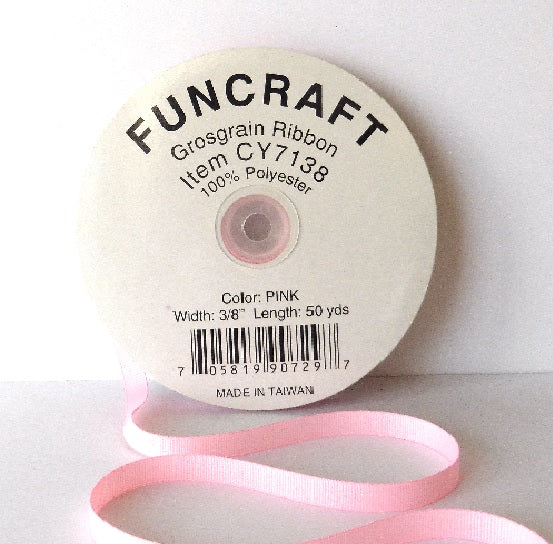 FUNCRAFT
Grosgrain Ribbon
Item CY7138
100% Polyester
Color: PINK
Width: 3/8" Length: 50 yds
7 05819 90729 7
MADE IN TAIWAN